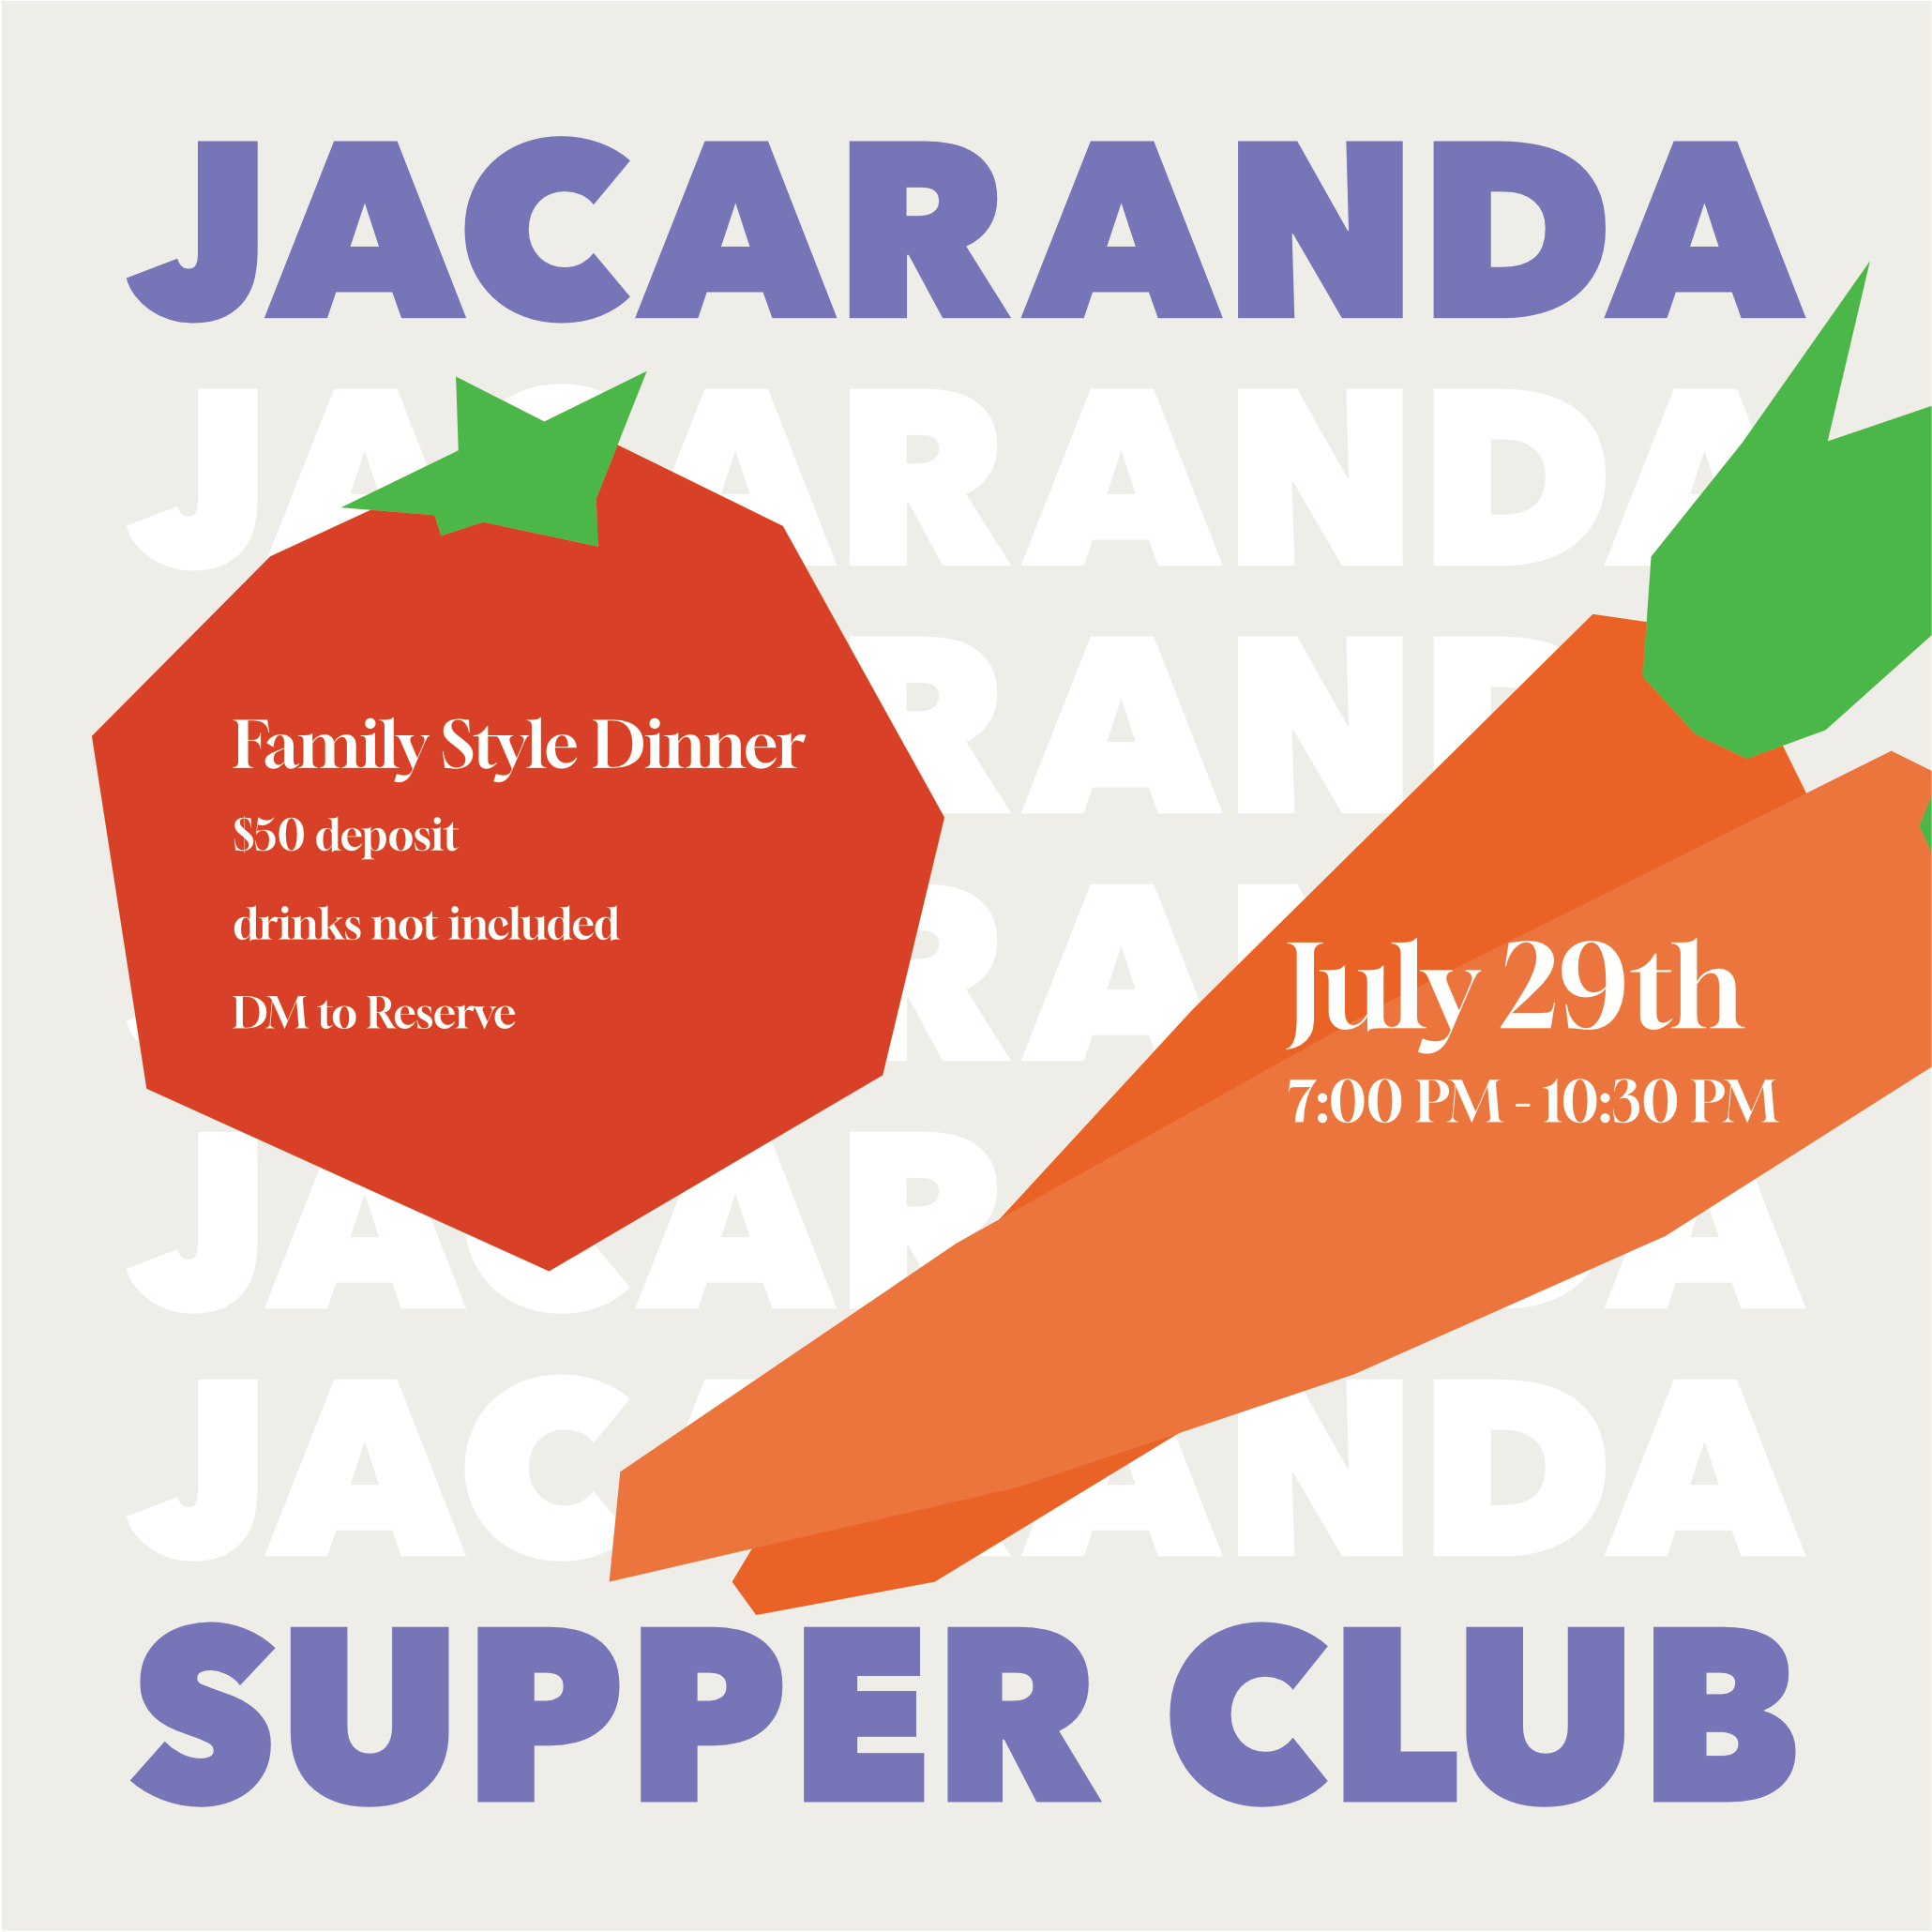 JACARANDA
JACARANDA
JACARANDA
JACARANDA
JACARANDA
JACARANDA
Family Style Dinner
$50 deposit
drinks not included
DM to Reserve
July 29th
7:00 PM - 10:30 PM
SUPPER CLUB